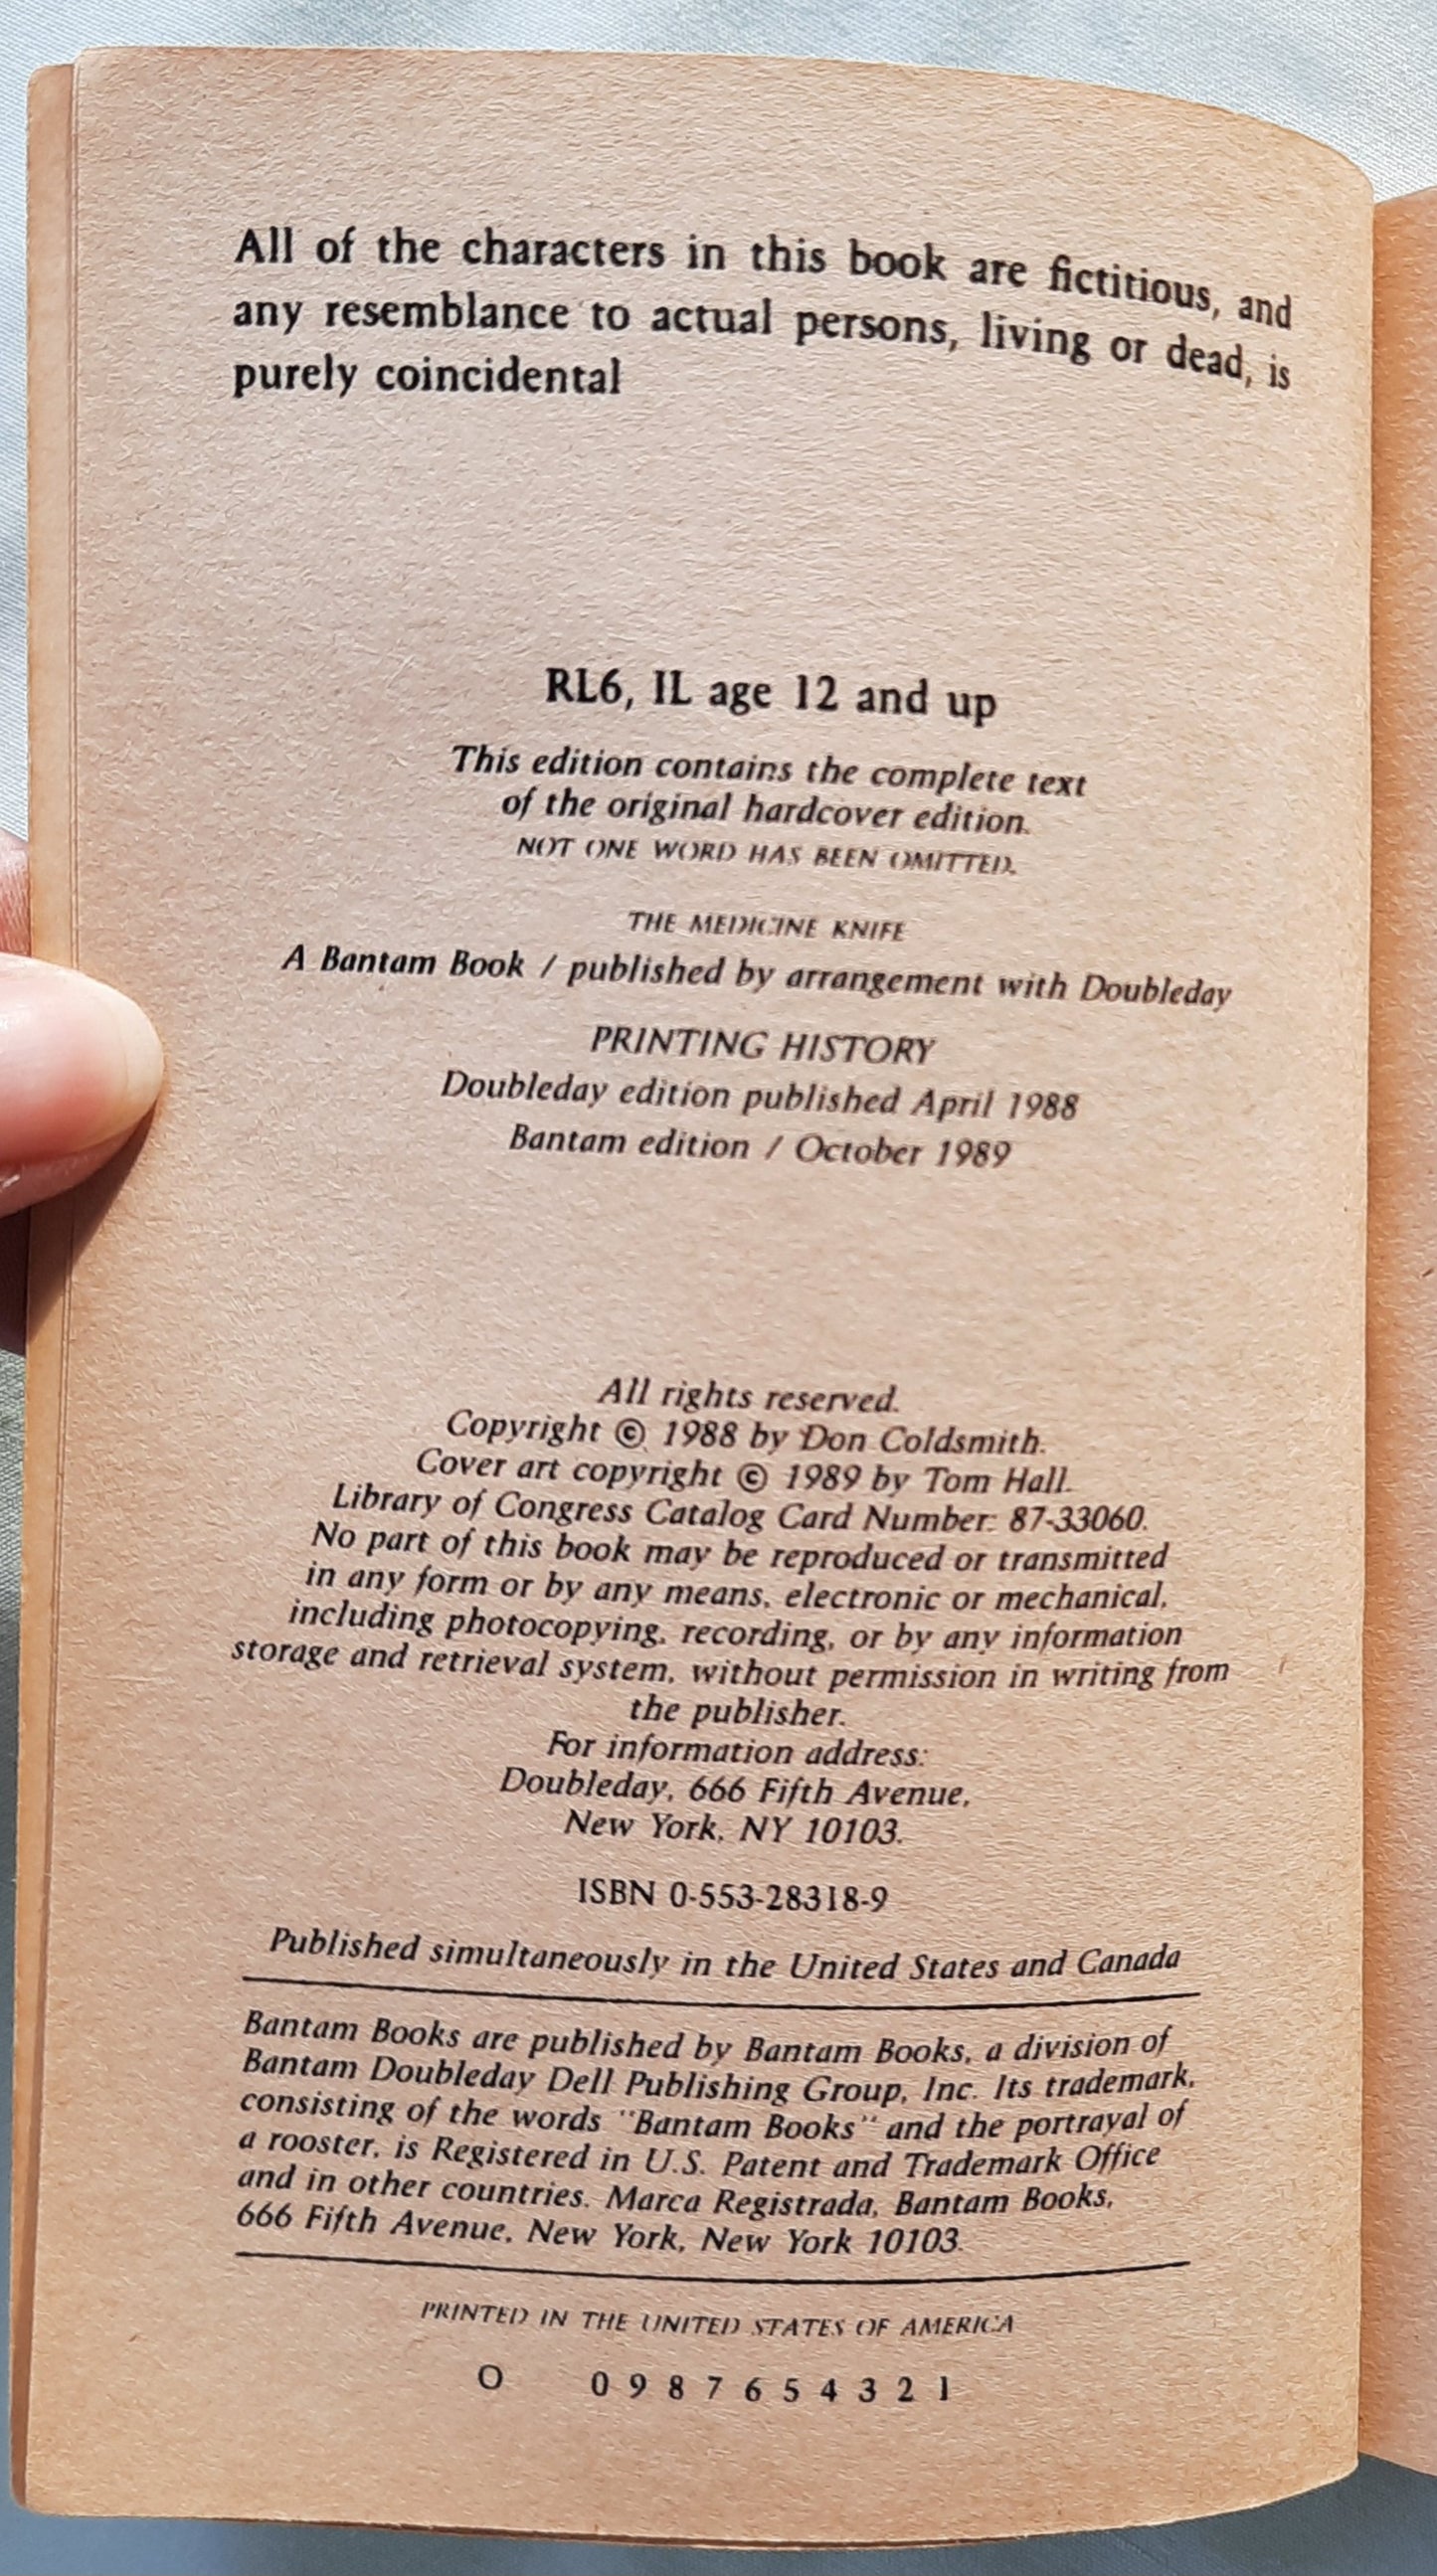 All of the characters in this book are fictitious, and
any resemblance to actual persons, living or dead, is
purely coincidental
RL6, IL age 12 and up
This edition contains the complete text
of the original hardcover edition.
NOT ONE WORD HAS BEEN OMITTED.
THE MEDICINE KNIFE
A Bantam Book / published by arrangement with Doubleday
PRINTING HISTORY
Doubleday edition published April 1988
Bantam edition / October 1989
All rights reserved.
Copyright © 1988 by Don Coldsmith.
Cover art copyright © 1989 by Tom Hall.
Library of Congress Catalog Card Number: 87-33060.
No part of this book may be reproduced or transmitted
in any form or by any means, electronic or mechanical,
including photocopying, recording, or by any information
storage and retrieval system, without permission in writing from
the publisher.
For information address:
Doubleday, 666 Fifth Avenue,
New York, NY 10103.
ISBN 0-553-28318-9
Published simultaneously in the United States and Canada
Bantam Books are published by Bantam Books, a division of
Bantam Doubleday Dell Publishing Group, Inc. Its trademark,
consisting of the words "Bantam Books" and the portrayal of
a rooster, is Registered in U.S. Patent and Trademark Office
and in other countries. Marca Registrada, Bantam Books,
666 Fifth Avenue, New York, New York 10103.
PRINTED IN THE UNITED STATES OF AMERICA
O 0 9 8 7 6 5 4 3 2 1